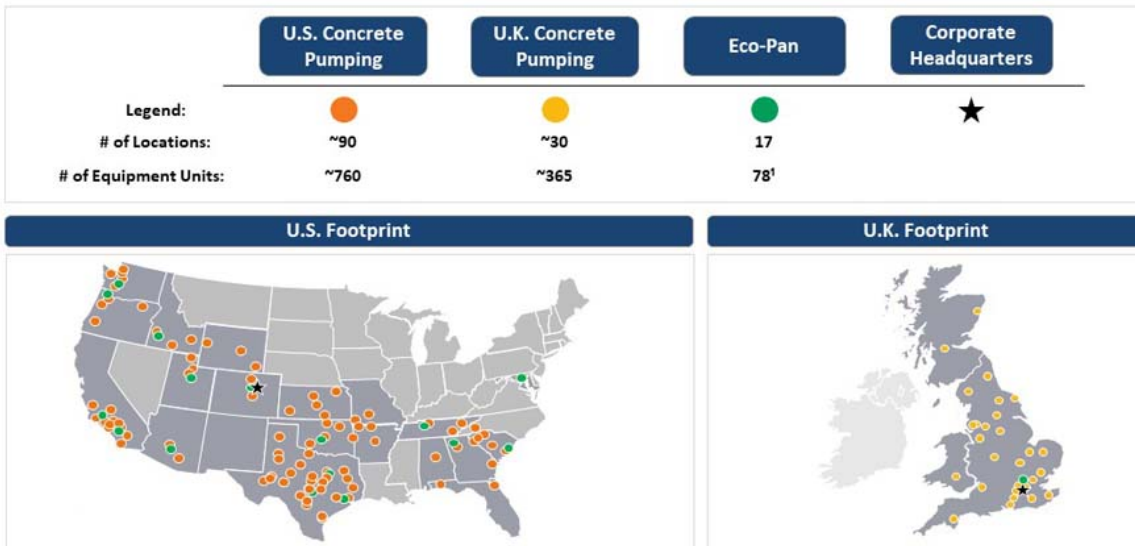 U.S. Concrete
Pumping
U.K. Concrete
Pumping
Eco-Pan
Corporate
Headquarters
Legend:
# of Locations: ~90 ~30 17
# of Equipment Units: ~760 ~365 78¹
U.S. Footprint
U.K. Footprint